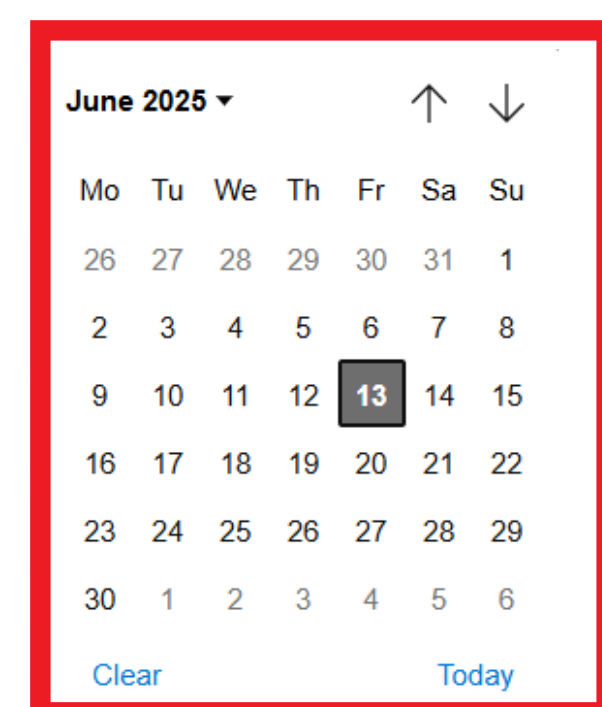 June 2025
Mo Tu We Th Fr Sa Su
26 27 28 29 30 31 1
2 3 4 5 6 7 8
9 10 11 12 13 14 15
16 17 18 19 20 21 22
23 24 25 26 27 28 29
30 1 2 3 4 5 6
Clear Today